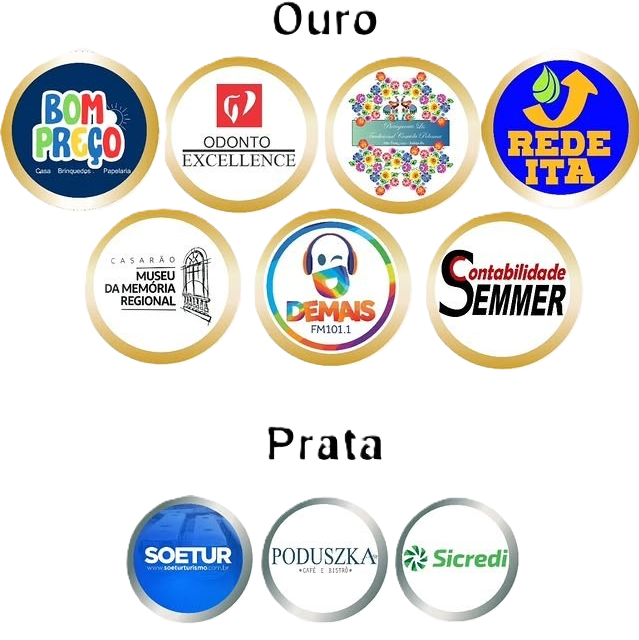 Ouro
BOM
PREÇO
Casa Brinquedos Papelaria
ODONTO
EXCELLENCE
REDE
ITA
CASARÃO
MUSEU
DA MEMÓRIA
REGIONAL
DEMAIS
FM101.1
Contabilidade
SEMMER
Prata
SOETUR
www.soeturturismo.com.br
PODUSZKA
•CAFÉ E BISTRÔ•
Sicredi